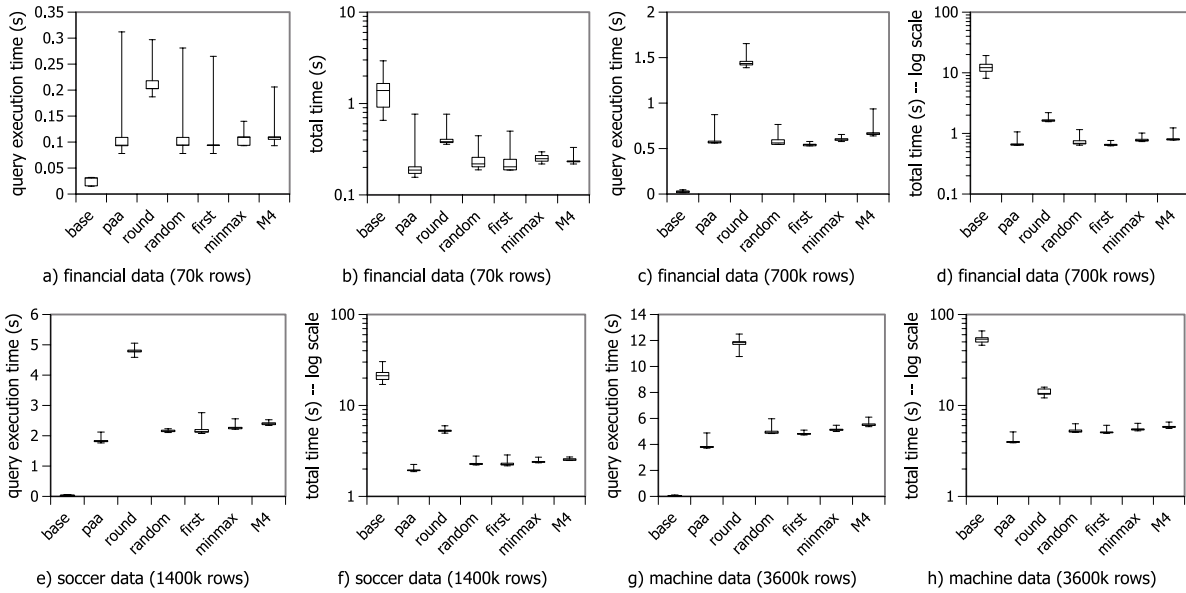 query execution time (s)
0.35
0.3
0.25
0.2
0.15
0.1
0.05
0
base
paa
round
random
first
minmax
M4
a) financial data (70k rows)
total time (s)
10
1
0.1
base
paa
round
random
first
minmax
M4
b) financial data (70k rows)
query execution time (s)
2
1.5
1
0.5
0
base
paa
round
random
first
minmax
M4
c) financial data (700k rows)
total time (s) -- log scale
100
10
1
0.1
base
paa
round
random
first
minmax
M4
d) financial data (700k rows)
query execution time (s)
6
5
4
3
2
1
0
base
paa
round
random
first
minmax
M4
e) soccer data (1400k rows)
total time (s) -- log scale
100
10
1
base
paa
round
random
first
minmax
M4
f) soccer data (1400k rows)
query execution time (s)
14
12
10
8
6
4
2
0
base
paa
round
random
first
minmax
M4
g) machine data (3600k rows)
total time (s) -- log scale
100
10
1
base
paa
round
random
first
minmax
M4
h) machine data (3600k rows)